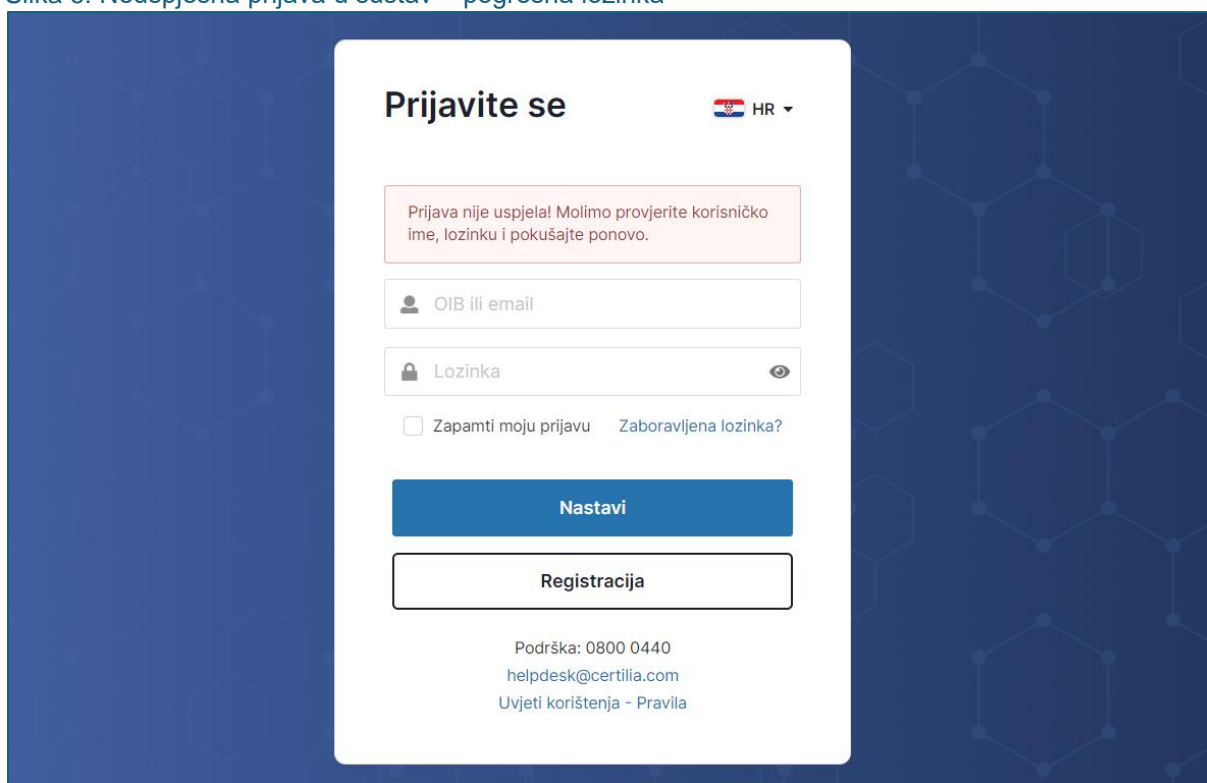 Prijavite se
HR
Prijava nije uspjela! Molimo provjerite korisničko
ime, lozinku i pokušajte ponovo.
OIB ili email
Lozinka
Zapamti moju prijavu Zaboravljena lozinka?
Nastavi
Registracija
Podrška: 0800 0440
helpdesk@certilia.com
Uvjeti korištenja - Pravila